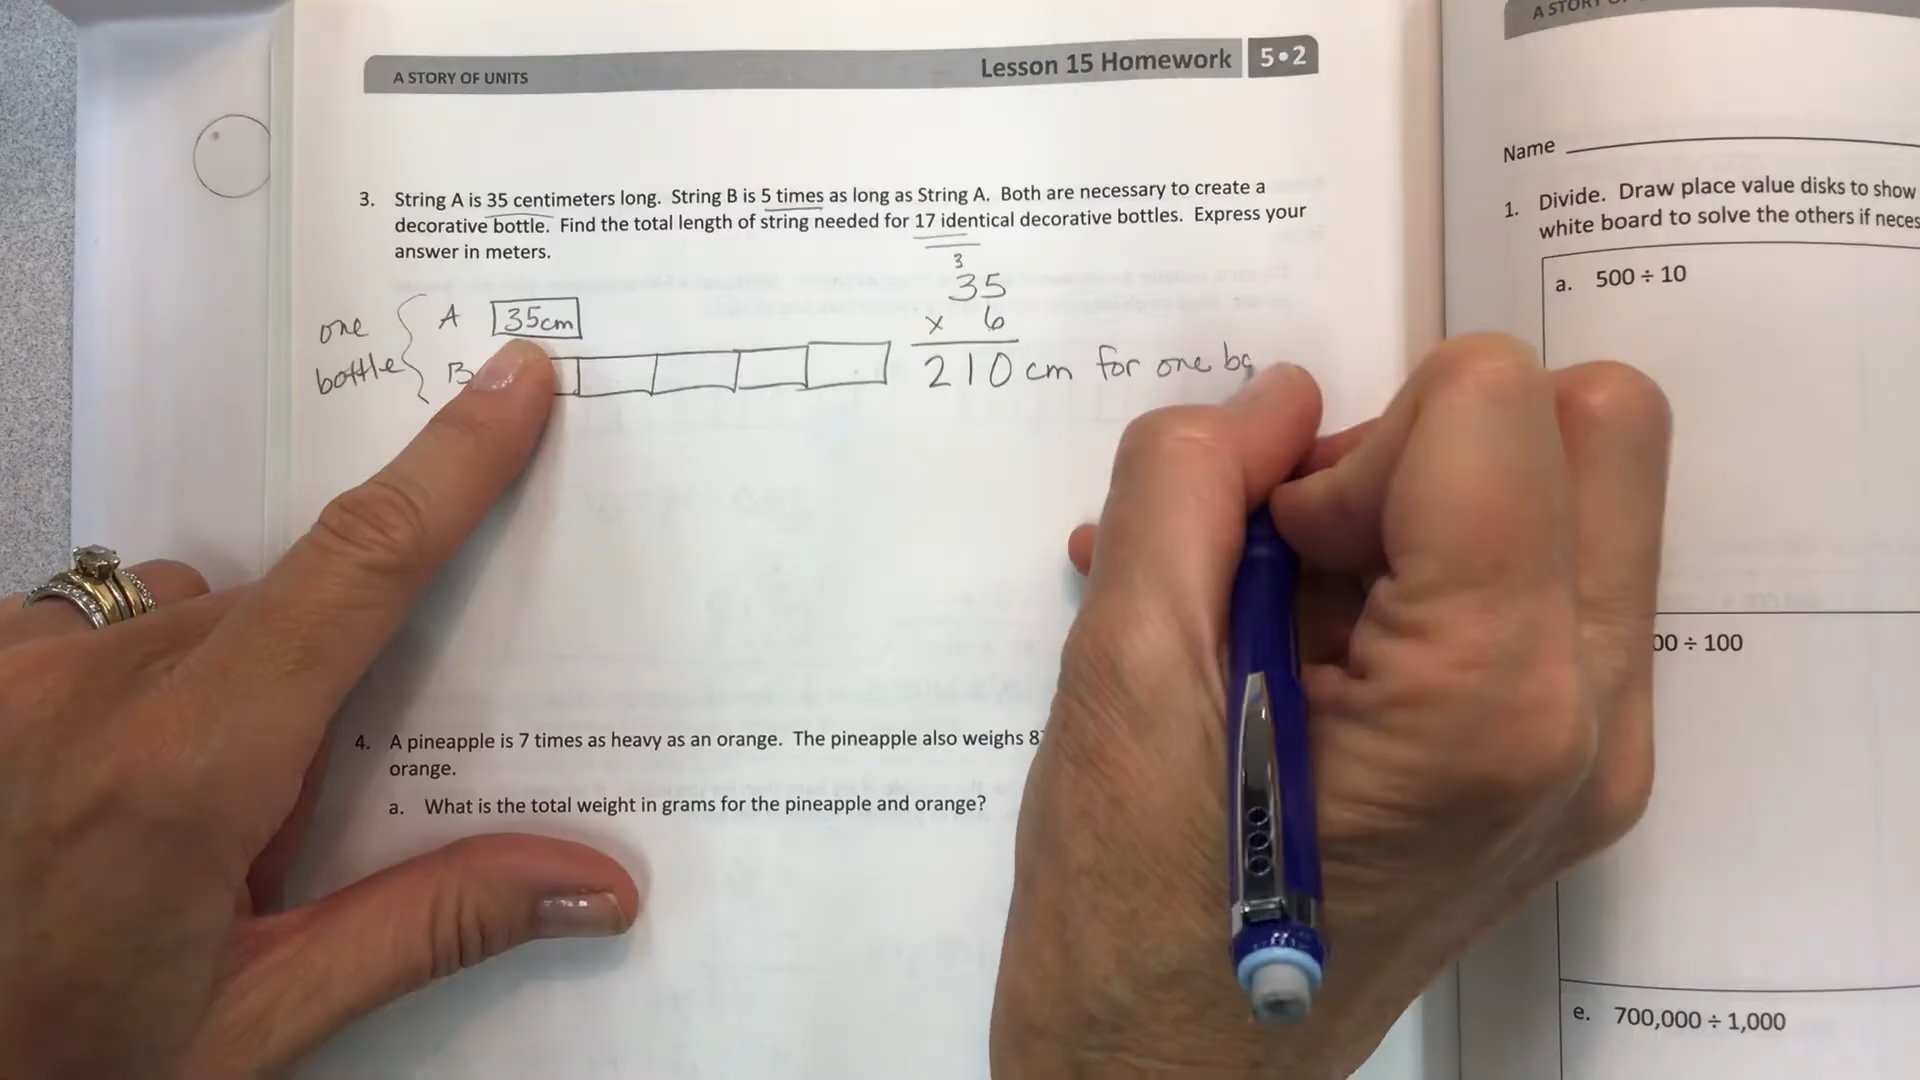 A STORY OF UNITS
Lesson 15 Homework 5•2
3. String A is 35 centimeters long. String B is 5 times as long as String A. Both are necessary to create a
decorative bottle. Find the total length of string needed for 17 identical decorative bottles. Express your
answer in meters.
one
bottle
A 35cm
B
3
35
x 6
210 cm for one
4. A pineapple is 7 times as heavy as an orange. The pineapple also weighs
orange.
a. What is the total weight in grams for the pineapple and orange?
A STORY
Name
1. Divide. Draw place value disks to show
white board to solve the others if
a. 500 ÷ 10
00 ÷ 100
e. 700,000 ÷ 1,000